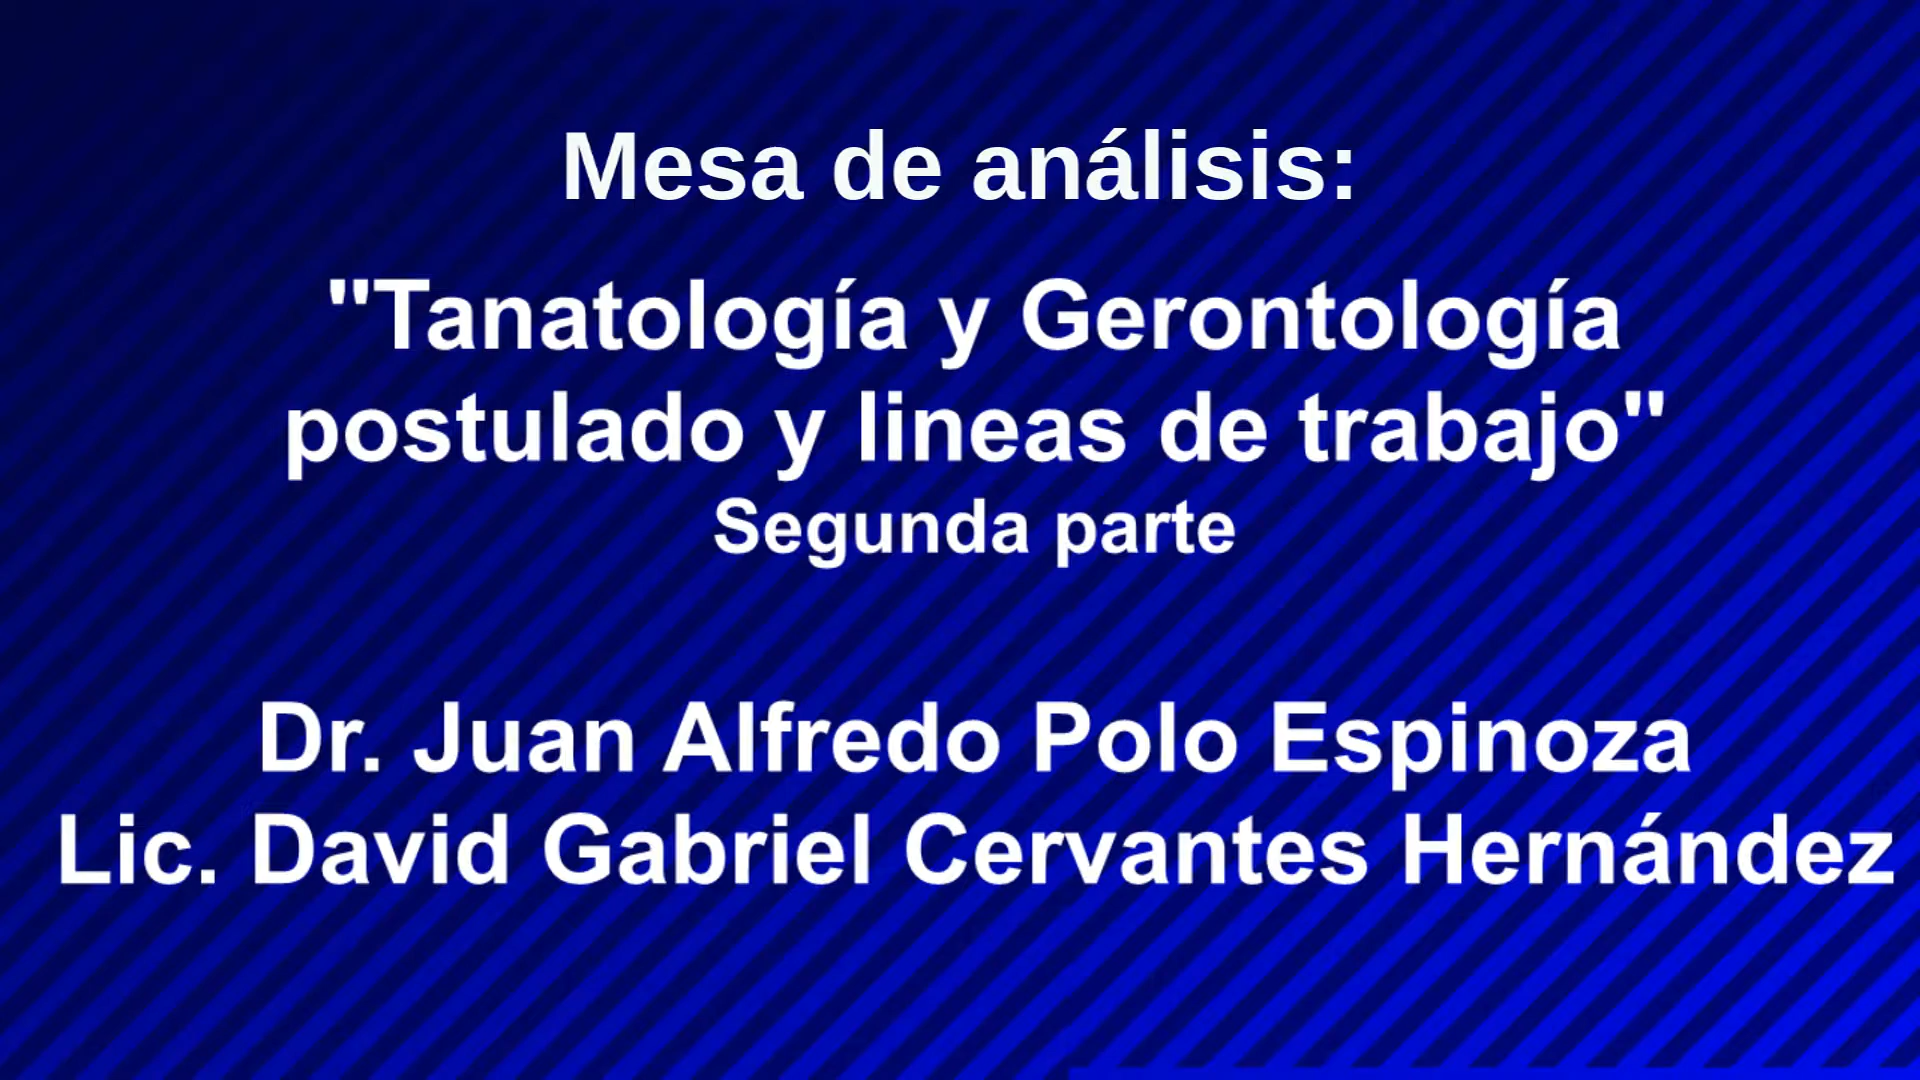 Mesa de análisis:
"Tanatología y Gerontología
postulado y lineas de trabajo"
Segunda parte
Dr. Juan Alfredo Polo Espinoza
Lic. David Gabriel Cervantes Hernández